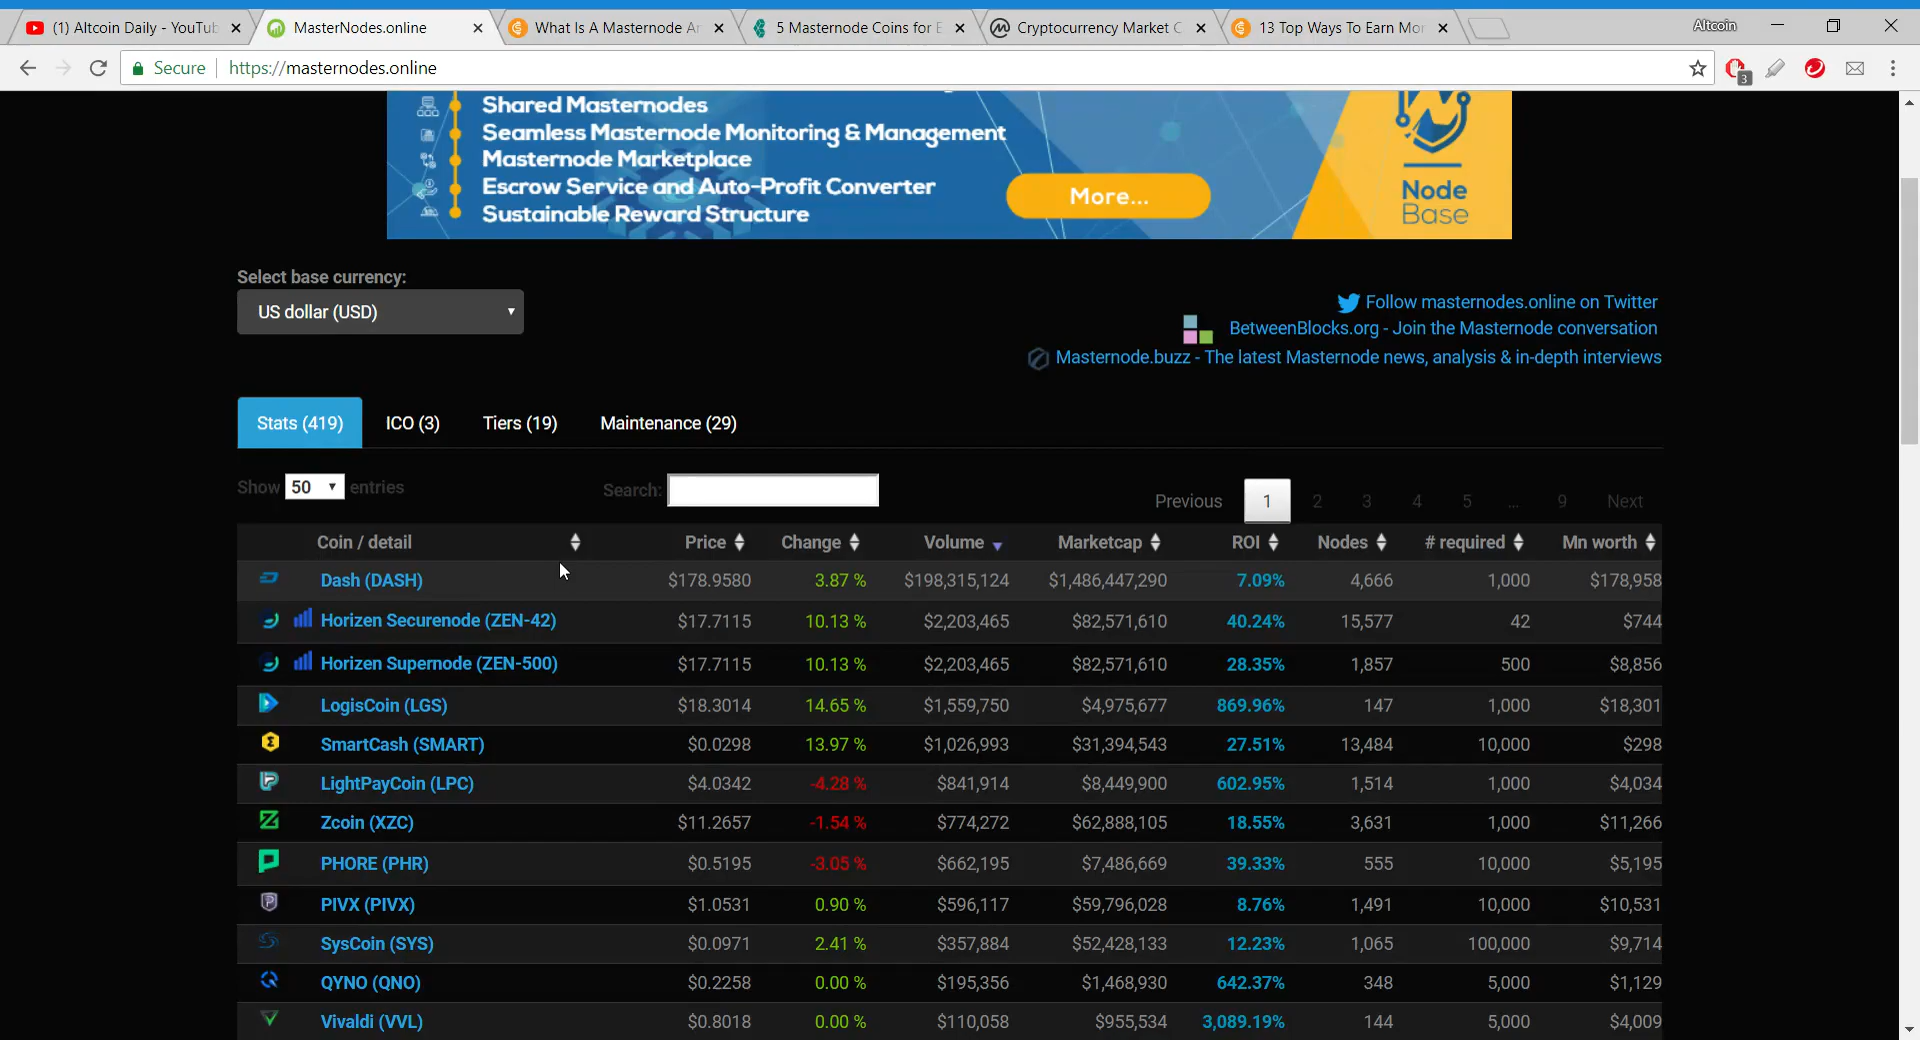 (1) Altcoin Daily - YouTub
MasterNodes.online
What Is A Masternode Ar
5 Masternode Coins for E
Cryptocurrency Market C
13 Top Ways To Earn Mor
Altcoin
Secure
https://masternodes.online
3
Shared Masternodes
Seamless Masternode Monitoring & Management
Masternode Marketplace
Escrow Service and Auto-Profit Converter
Sustainable Reward Structure
More...
Node
Base
Select base currency:
US dollar (USD)
Follow masternodes.online on Twitter
BetweenBlocks.org - Join the Masternode conversation
Masternode.buzz - The latest Masternode news, analysis & in-depth interviews
Stats (419) ICO (3) Tiers (19) Maintenance (29)
Show 50 entries Search: Previous 1 2 3 4 5 ... 9 Next
Coin / detail Price Change Volume Marketcap ROI Nodes # required Mn worth
Dash (DASH) $178.9580 3.87 % $198,315,124 $1,486,447,290 7.09% 4,666 1,000 $178,958
Horizen Securenode (ZEN-42) $17.7115 10.13 % $2,203,465 $82,571,610 40.24% 15,577 42 $744
Horizen Supernode (ZEN-500) $17.7115 10.13 % $2,203,465 $82,571,610 28.35% 1,857 500 $8,856
LogisCoin (LGS) $18.3014 14.65 % $1,559,750 $4,975,677 869.96% 147 1,000 $18,301
SmartCash (SMART) $0.0298 13.97 % $1,026,993 $31,394,543 27.51% 13,484 10,000 $298
LightPayCoin (LPC) $4.0342 -4.28 % $841,914 $8,449,900 602.95% 1,514 1,000 $4,034
Zcoin (XZC) $11.2657 -1.54 % $774,272 $62,888,105 18.55% 3,631 1,000 $11,266
PHORE (PHR) $0.5195 -3.05 % $662,195 $7,486,669 39.33% 555 10,000 $5,195
PIVX (PIVX) $1.0531 0.90 % $596,117 $59,796,028 8.76% 1,491 10,000 $10,531
SysCoin (SYS) $0.0971 2.41 % $357,884 $52,428,133 12.23% 1,065 100,000 $9,714
QYNO (QNO) $0.2258 0.00 % $195,356 $1,468,930 642.37% 348 5,000 $1,129
Vivaldi (VVL) $0.8018 0.00 % $110,058 $955,534 3,089.19% 144 5,000 $4,009